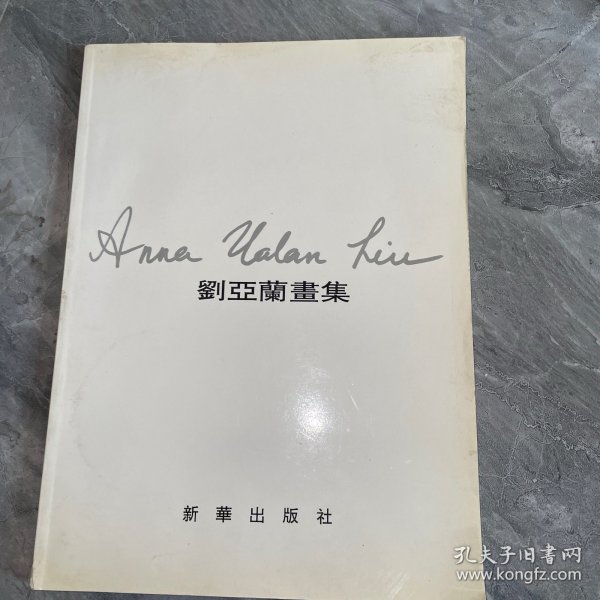 Anna Yalan Liu
劉亞蘭畫集
新華出版社
孔夫子旧书网
www.kongfz.com